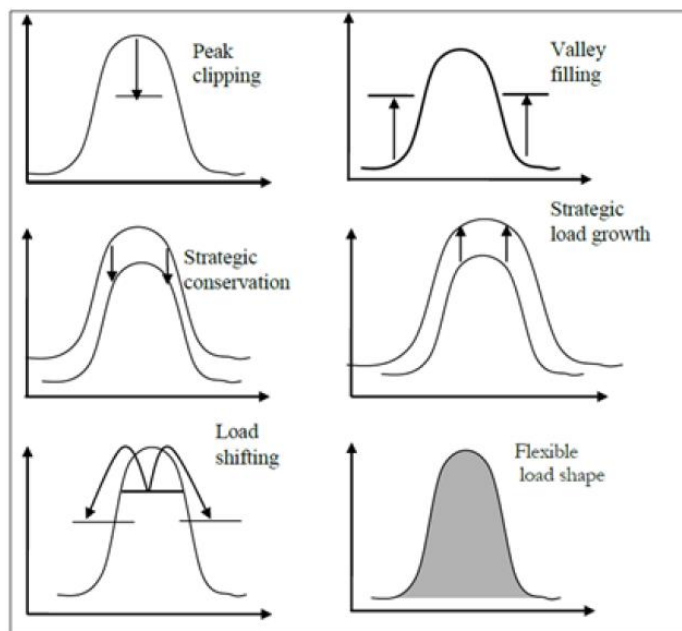 Peak
clipping
Valley
filling
Strategic
conservation
Strategic
load growth
Load
shifting
Flexible
load shape